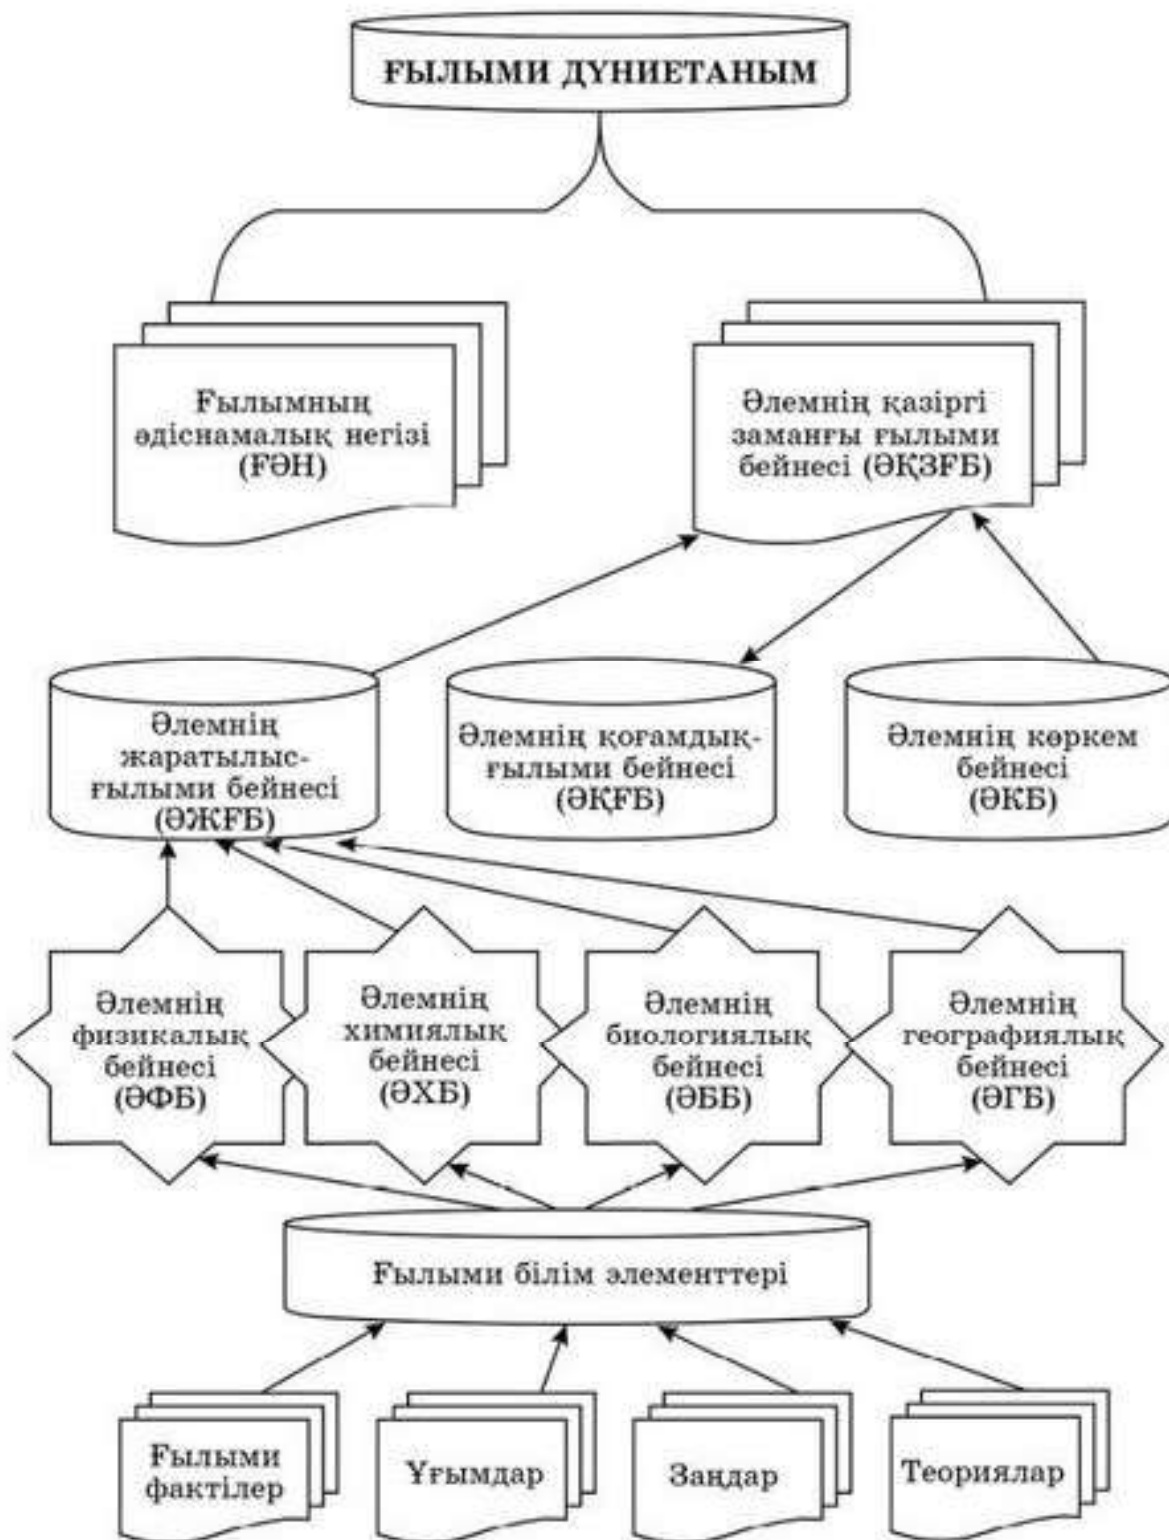 ҒЫЛЫМИ ДҮНИЕТАНЫМ
Ғылымның
әдіснамалық негізі
(ҒӘН)
Әлемнің қазіргі
заманғы ғылыми
бейнесі (ӘҚЗҒБ)
Әлемнің
жаратылыс-
ғылыми бейнесі
(ӘЖҒБ)
Әлемнің қоғамдық-
ғылыми бейнесі
(ӘҚҒБ)
Әлемнің көркем
бейнесі
(ӘКБ)
Әлемнің
физикалық
бейнесі
(ӘФБ)
Әлемнің
химиялық
бейнесі
(ӘХБ)
Әлемнің
биологиялық
бейнесі
(ӘББ)
Әлемнің
географиялық
бейнесі
(ӘГБ)
Ғылыми білім элементтері
Ғылыми
фактілер
Ұғымдар
Заңдар
Теориялар